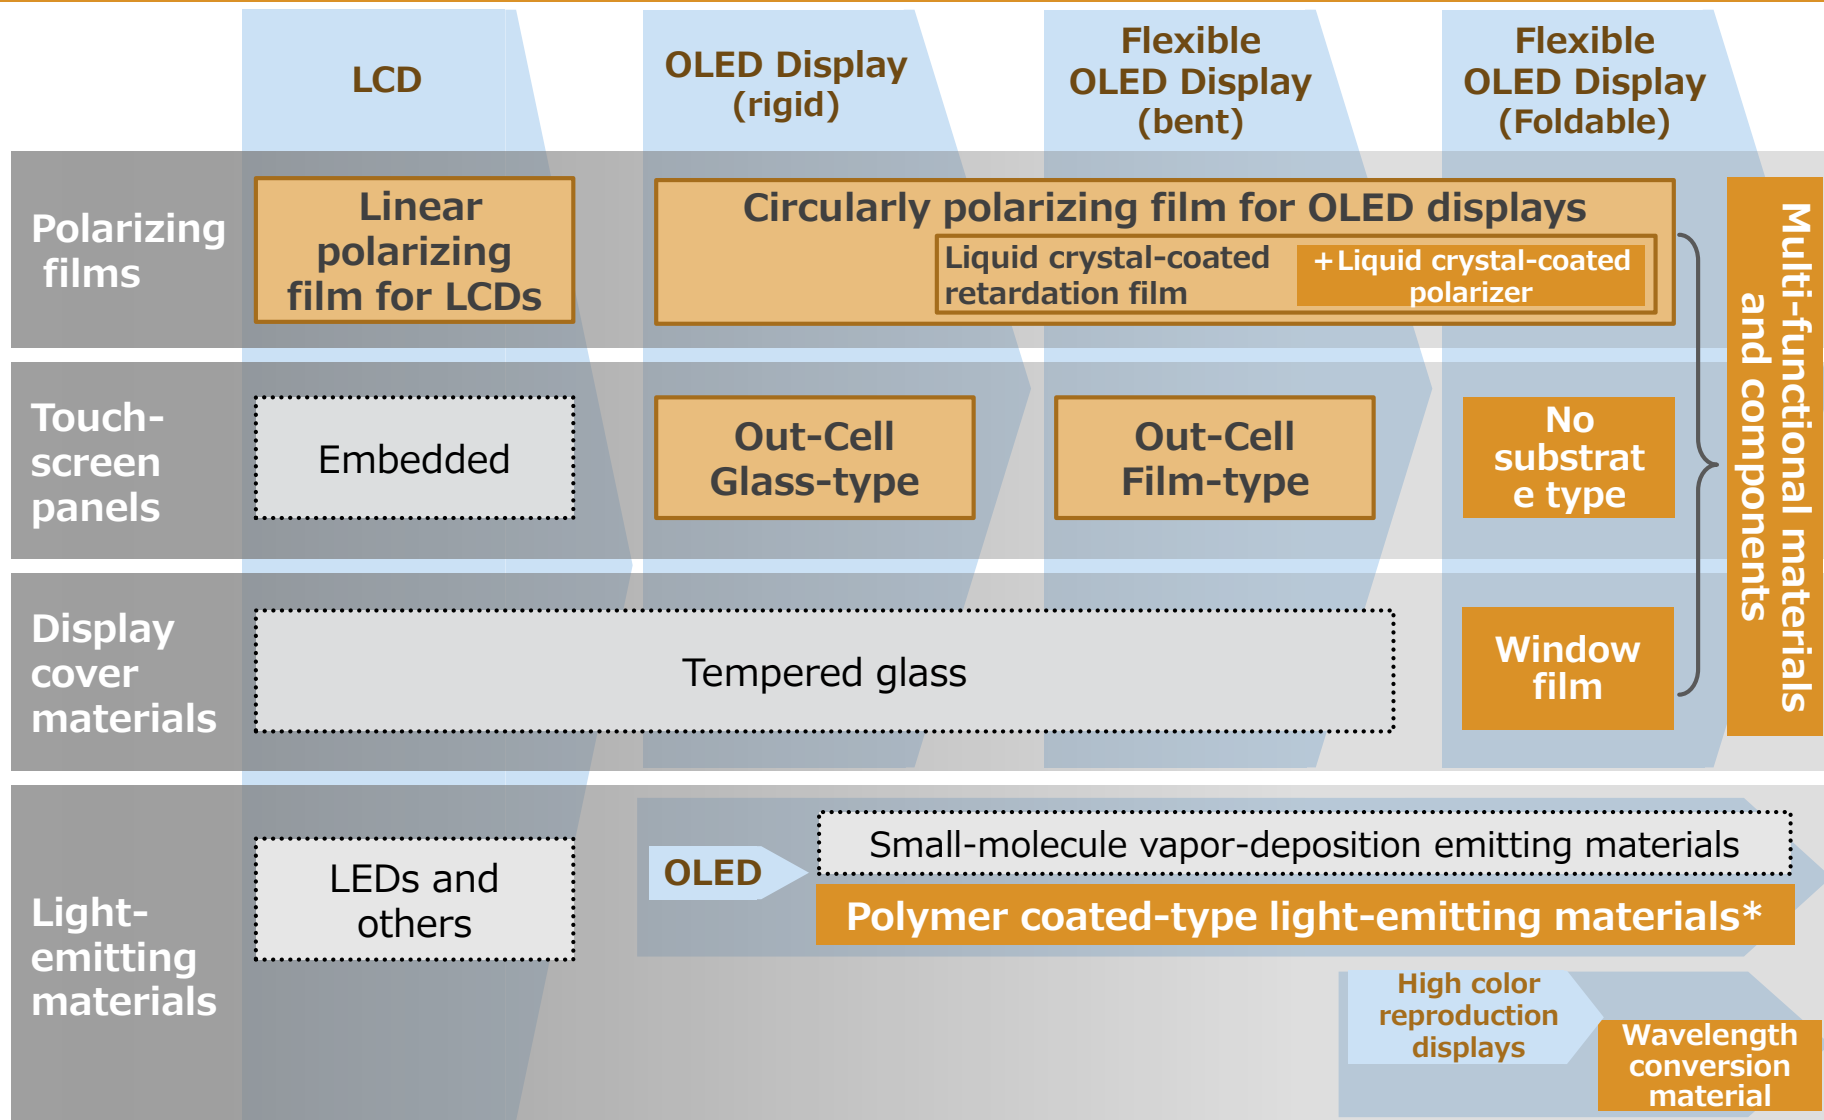 LCD
OLED Display
(rigid)
Flexible
OLED Display
(bent)
Flexible
OLED Display
(Foldable)
Polarizing
films
Linear
polarizing
film for LCDs
Circularly polarizing film for OLED displays
Liquid crystal-coated
retardation film
+Liquid crystal-coated
polarizer
Multi-functional materials
and components
Touch-
screen
panels
Embedded
Out-Cell
Glass-type
Out-Cell
Film-type
No
substrat
e type
Display
cover
materials
Tempered glass
Window
film
Light-
emitting
materials
LEDs and
others
OLED
Small-molecule vapor-deposition emitting materials
Polymer coated-type light-emitting materials*
High color
reproduction
displays
Wavelength
conversion
material